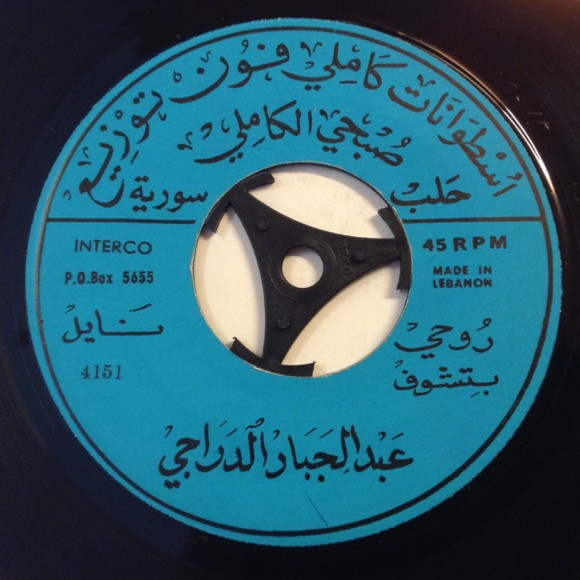 اسطوانات كاملي فون توزيع
صبحي الكاملي
حلب سورية
INTERCO
45 RPM
P.O.Box 5655
MADE IN
LEBANON
روحي
بتشوف
نايل
4151
عبد الجبار الدراجي